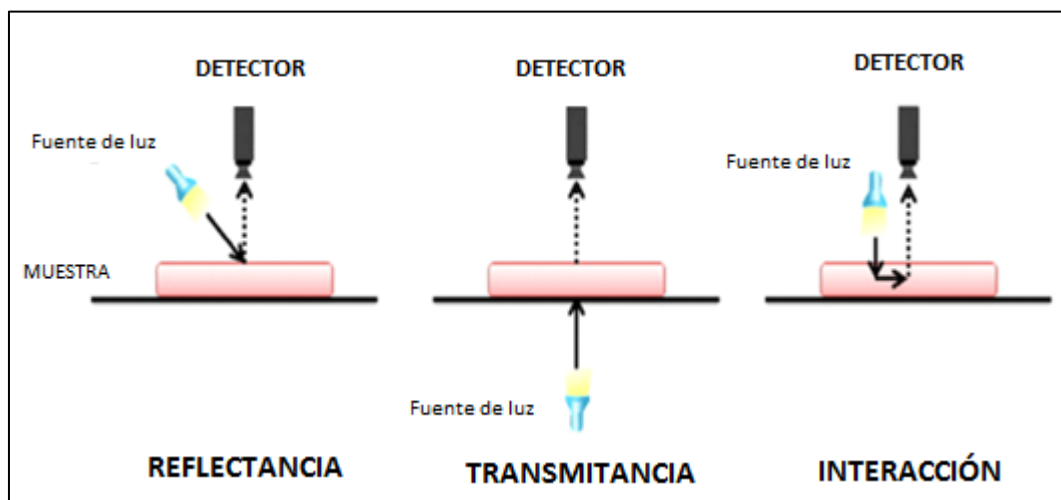 DETECTOR
Fuente de luz
MUESTRA
REFLECTANCIA
DETECTOR
Fuente de luz
TRANSMITANCIA
DETECTOR
Fuente de luz
INTERACCIÓN